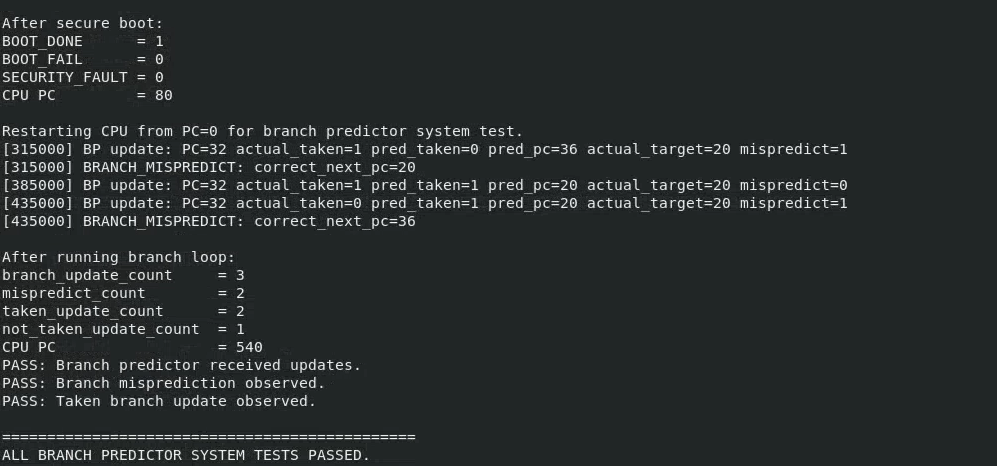 After secure boot:
BOOT_DONE      = 1
BOOT_FAIL      = 0
SECURITY_FAULT = 0
CPU PC         = 80
Restarting CPU from PC=0 for branch predictor system test.
[315000] BP update: PC=32 actual_taken=1 pred_taken=0 pred_pc=36 actual_target=20 mispredict=1
[315000] BRANCH_MISPREDICT: correct_next_pc=20
[385000] BP update: PC=32 actual_taken=1 pred_taken=1 pred_pc=20 actual_target=20 mispredict=0
[435000] BP update: PC=32 actual_taken=0 pred_taken=1 pred_pc=20 actual_target=20 mispredict=1
[435000] BRANCH_MISPREDICT: correct_next_pc=36
After running branch loop:
branch_update_count     = 3
mispredict_count        = 2
taken_update_count      = 2
not_taken_update_count  = 1
CPU PC                  = 540
PASS: Branch predictor received updates.
PASS: Branch misprediction observed.
PASS: Taken branch update observed.
==============================================
ALL BRANCH PREDICTOR SYSTEM TESTS PASSED.